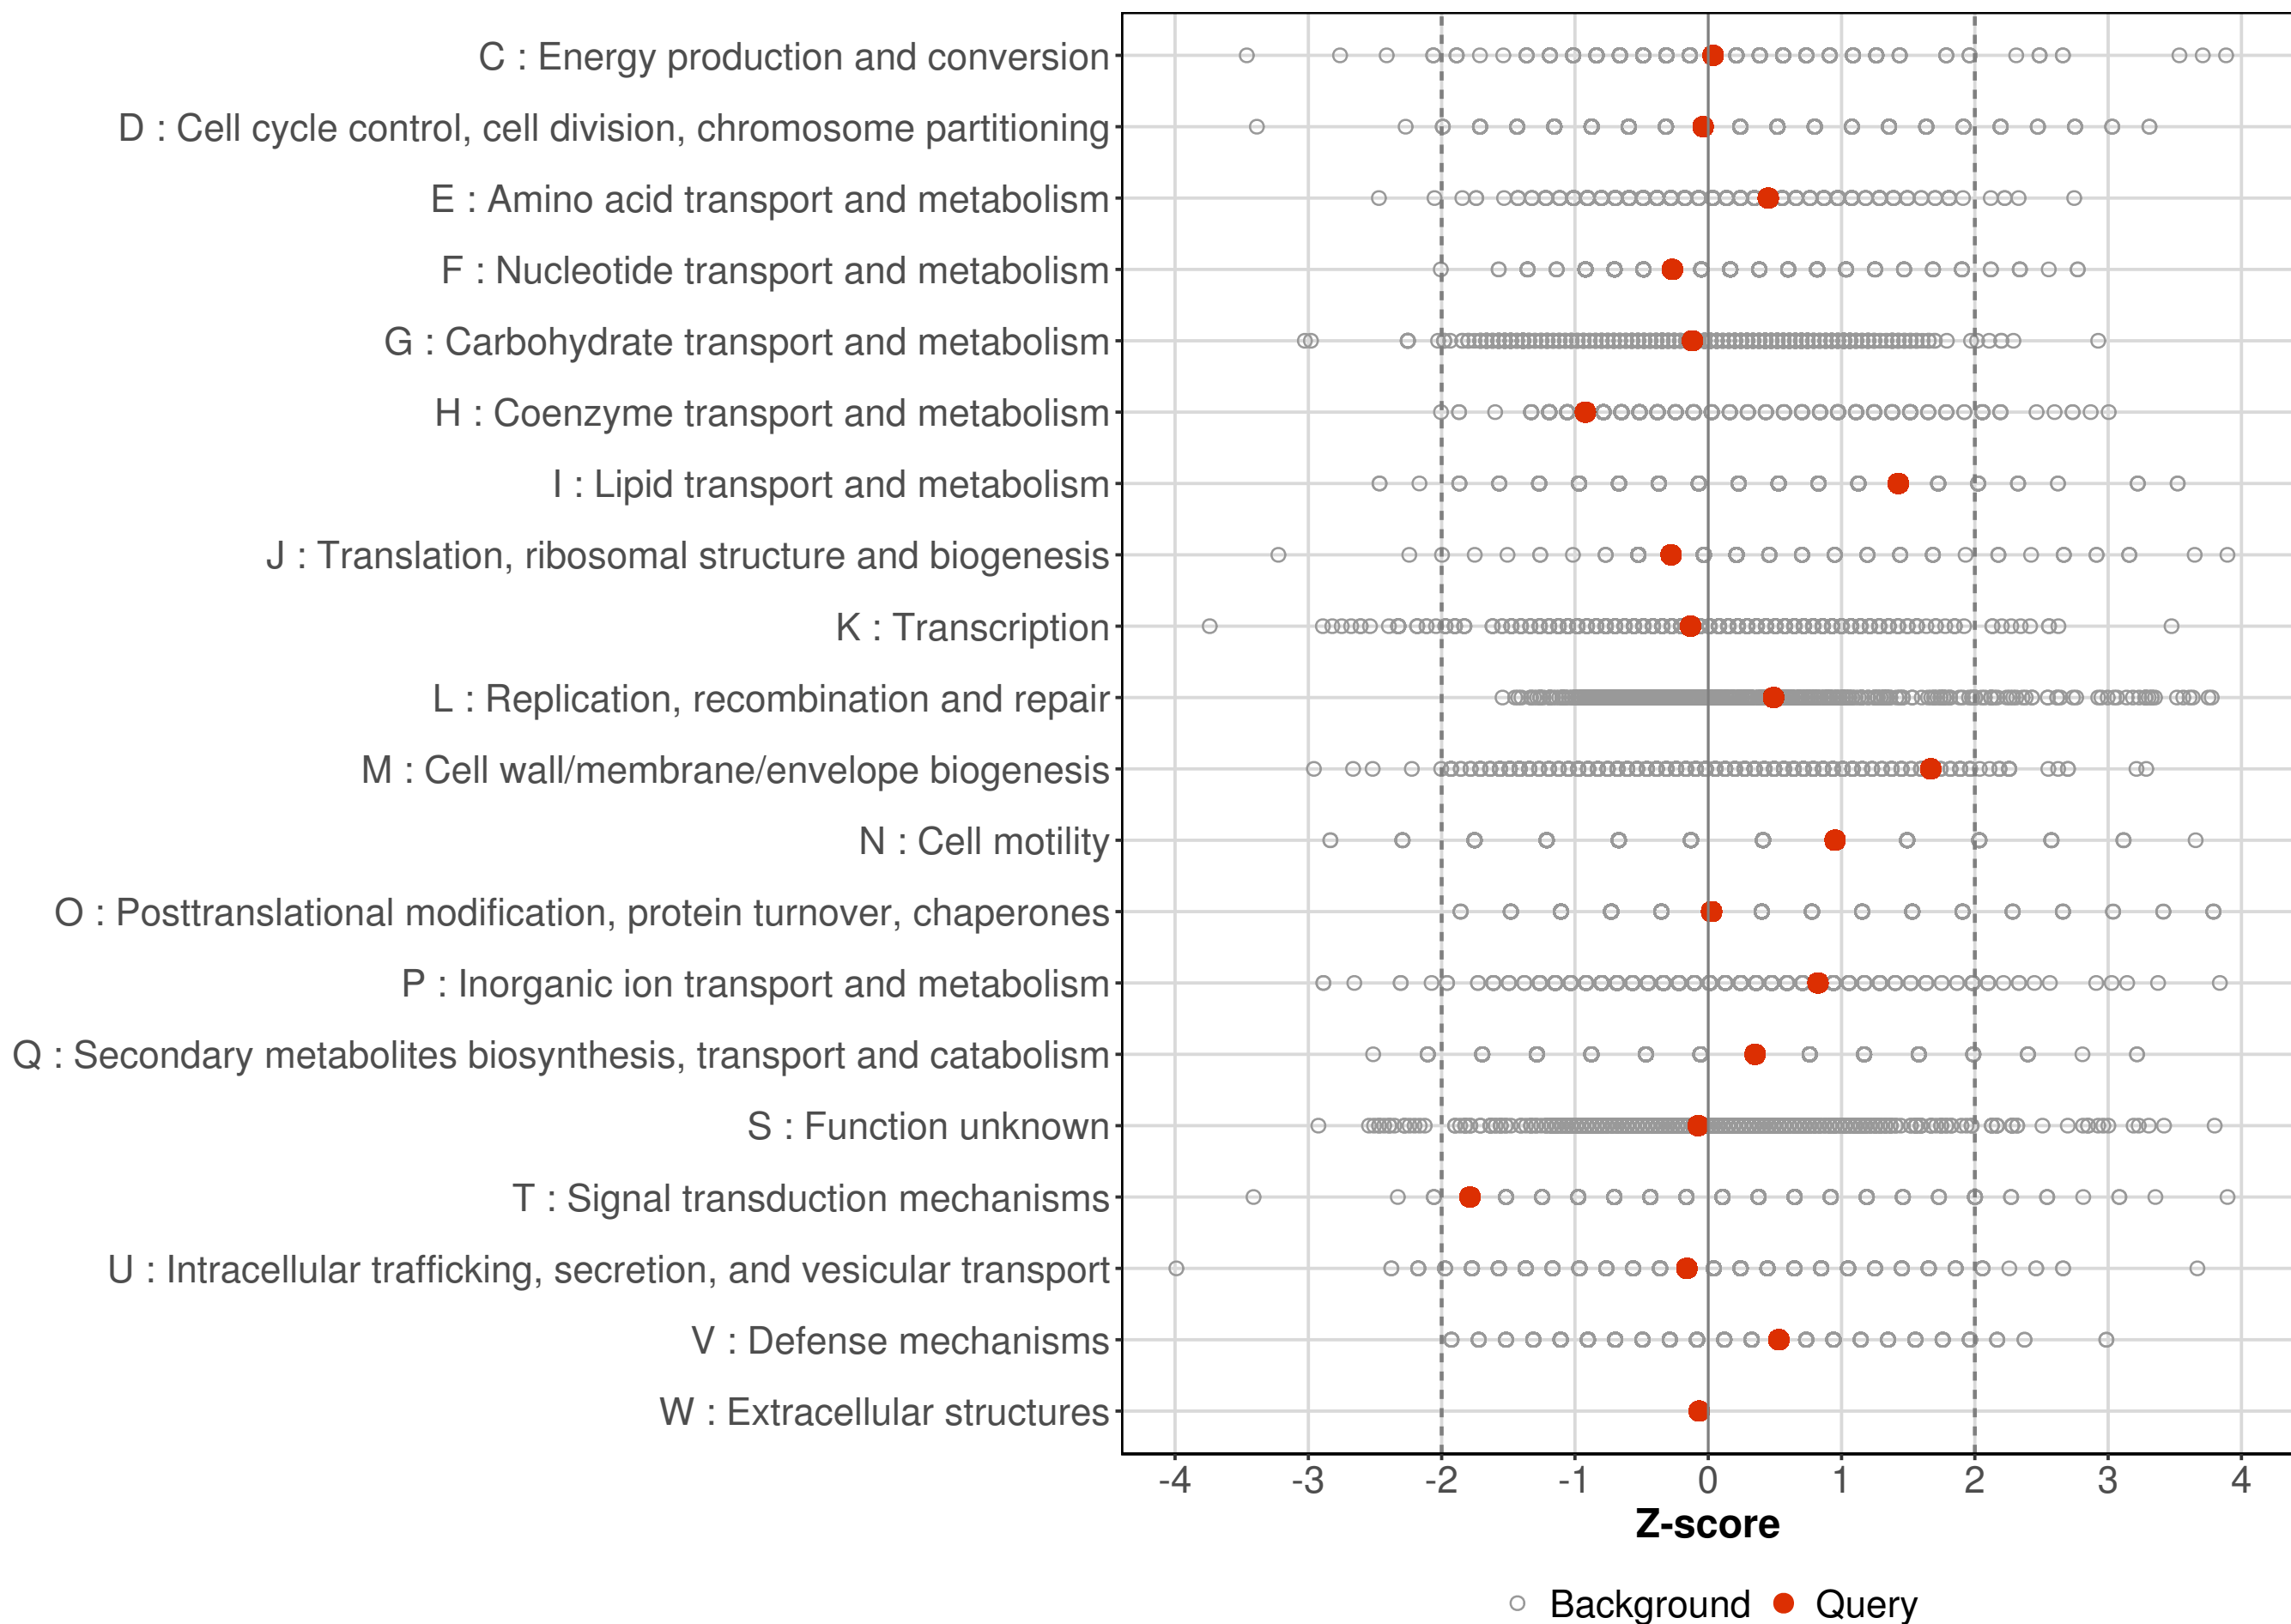 C : Energy production and conversion
D : Cell cycle control, cell division, chromosome partitioning
E : Amino acid transport and metabolism
F : Nucleotide transport and metabolism
G : Carbohydrate transport and metabolism
H : Coenzyme transport and metabolism
I : Lipid transport and metabolism
J : Translation, ribosomal structure and biogenesis
K : Transcription
L : Replication, recombination and repair
M : Cell wall/membrane/envelope biogenesis
N : Cell motility
O : Posttranslational modification, protein turnover, chaperones
P : Inorganic ion transport and metabolism
Q : Secondary metabolites biosynthesis, transport and catabolism
S : Function unknown
T : Signal transduction mechanisms
U : Intracellular trafficking, secretion, and vesicular transport
V : Defense mechanisms
W : Extracellular structures
-4 -3 -2 -1 0 1 2 3 4
Z-score
Background Query